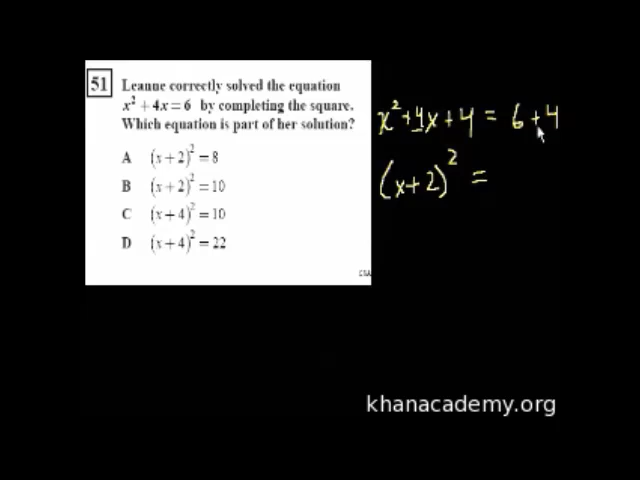 51 Leanne correctly solved the equation
x² + 4x = 6 by completing the square.
Which equation is part of her solution?
A (x + 2)² = 8
B (x + 2)² = 10
C (x + 4)² = 10
D (x + 4)² = 22
x² + 4x + 4 = 6 + 4
(x + 2)² =
khanacademy.org